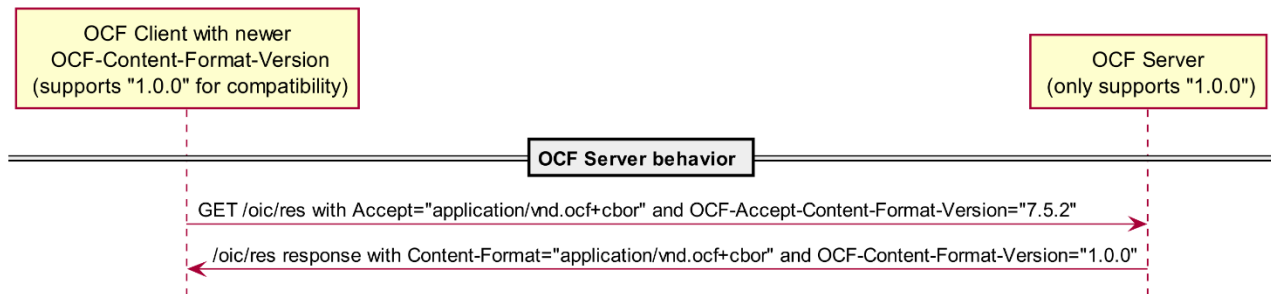 OCF Client with newer
OCF-Content-Format-Version
(supports "1.0.0" for compatibility)
OCF Server
(only supports "1.0.0")
OCF Server behavior
GET /oic/res with Accept="application/vnd.ocf+cbor" and OCF-Accept-Content-Format-Version="7.5.2"
/oic/res response with Content-Format="application/vnd.ocf+cbor" and OCF-Content-Format-Version="1.0.0"